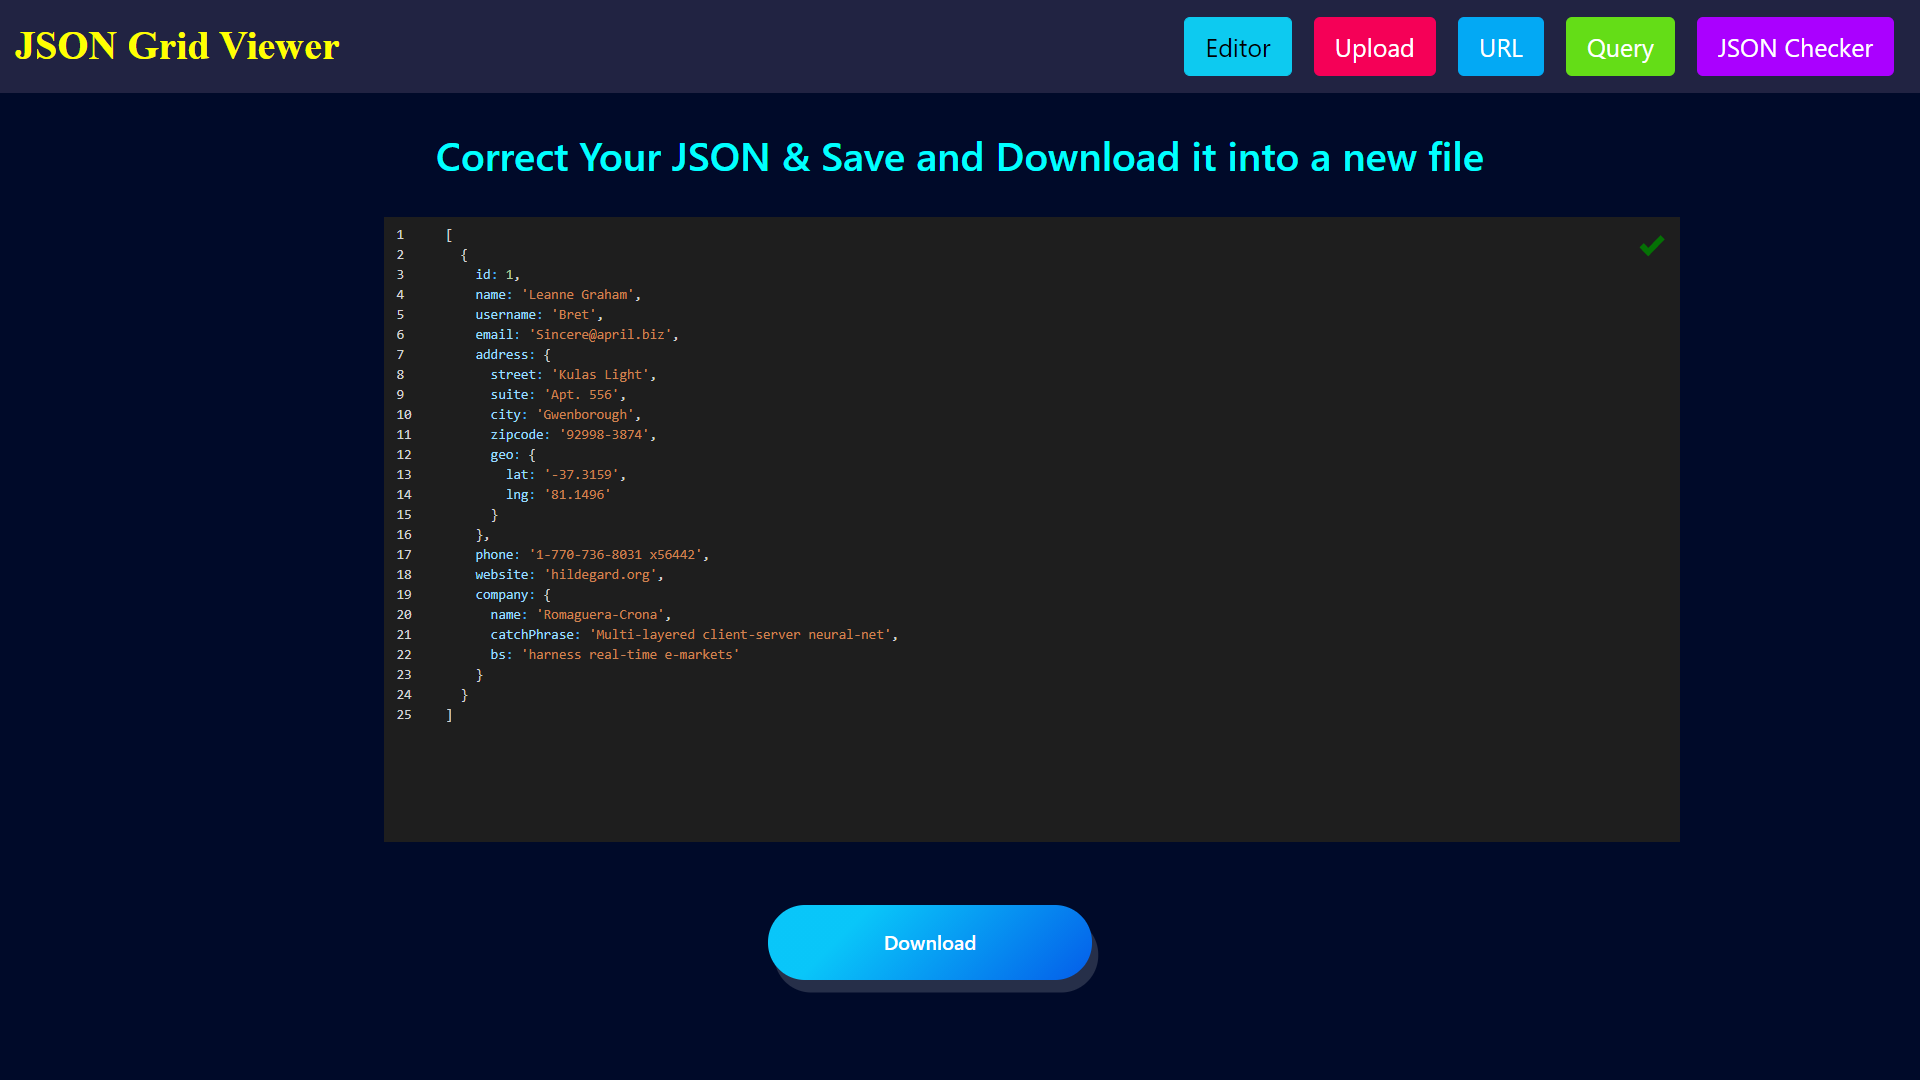 JSON Grid Viewer
Editor
Upload
URL
Query
JSON Checker
Correct Your JSON & Save and Download it into a new file
1 [
2   {
3     id: 1,
4     name: 'Leanne Graham',
5     username: 'Bret',
6     email: 'Sincere@april.biz',
7     address: {
8       street: 'Kulas Light',
9       suite: 'Apt. 556',
10       city: 'Gwenborough',
11       zipcode: '92998-3874',
12       geo: {
13         lat: '-37.3159',
14         lng: '81.1496'
15       }
16     },
17     phone: '1-770-736-8031 x56442',
18     website: 'hildegard.org',
19     company: {
20       name: 'Romaguera-Crona',
21       catchPhrase: 'Multi-layered client-server neural-net',
22       bs: 'harness real-time e-markets'
23     }
24   }
25 ]
Download